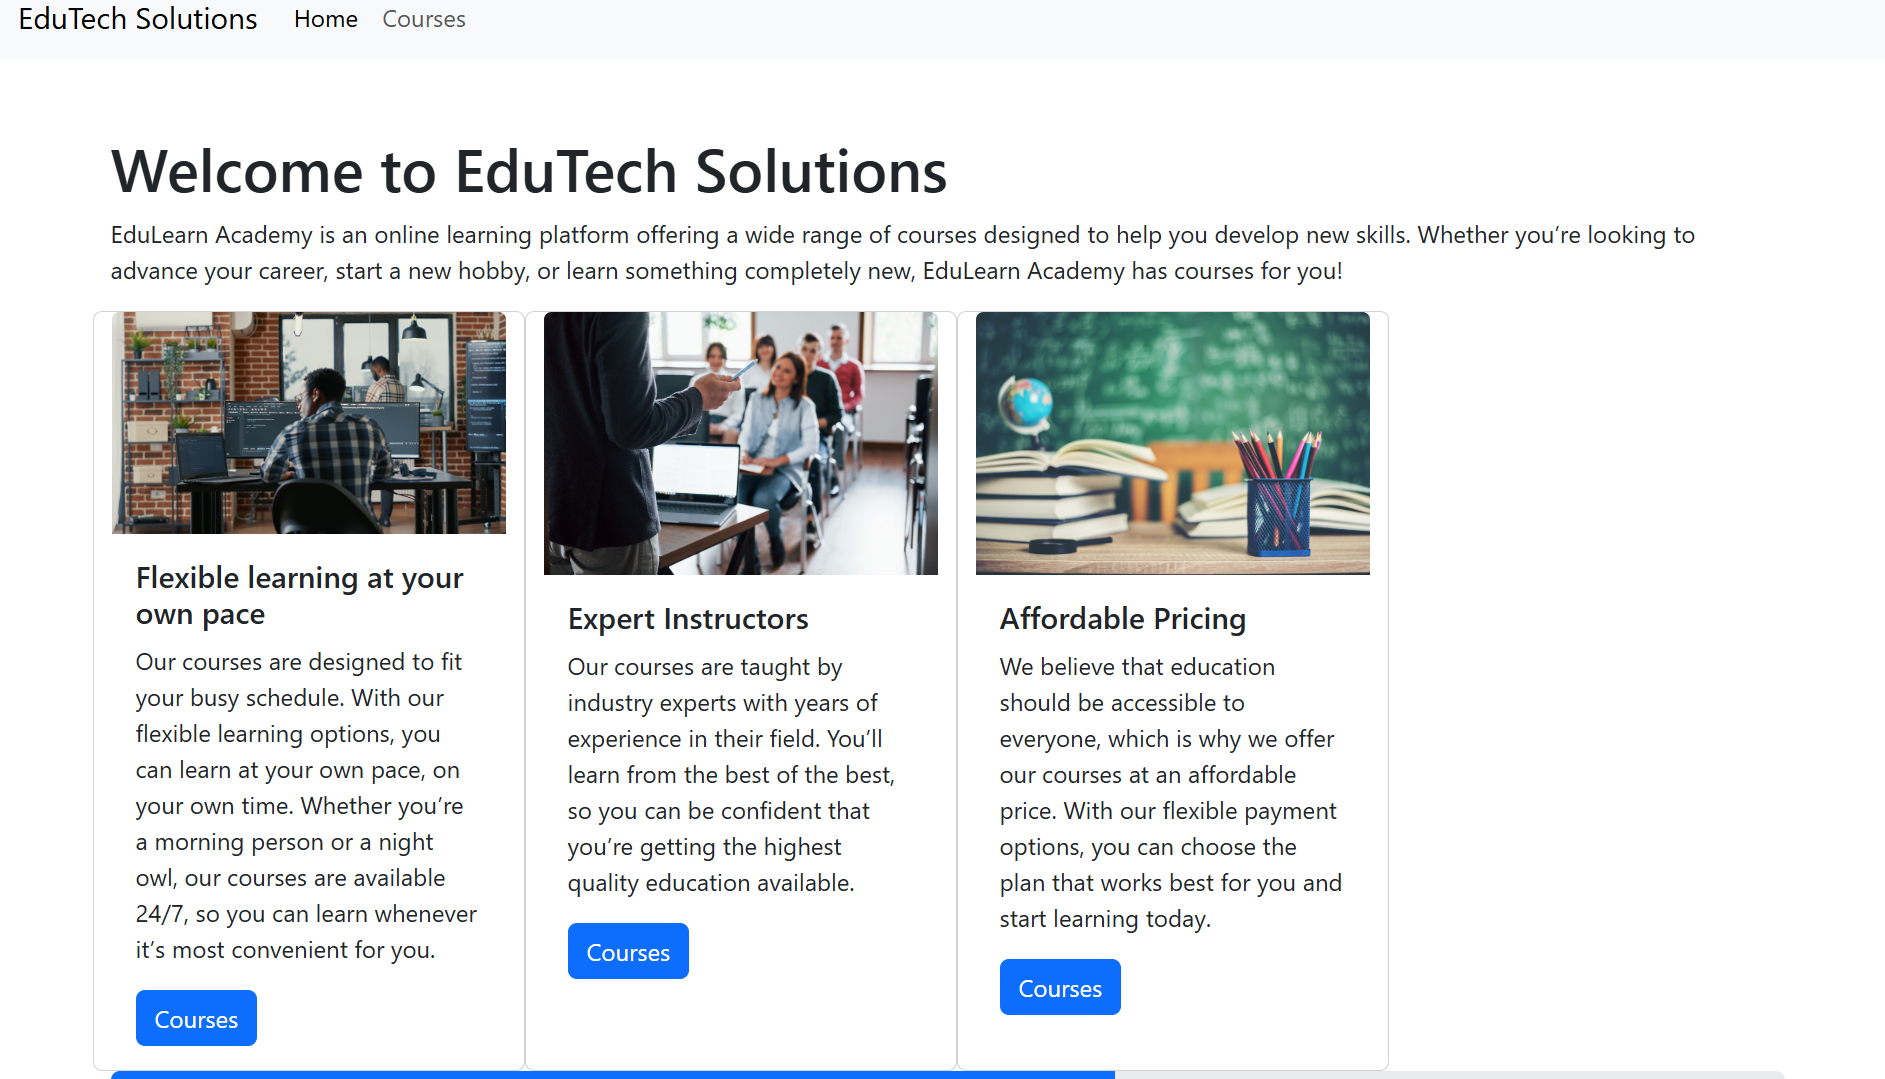 EduTech Solutions Home Courses
Welcome to EduTech Solutions
EduLearn Academy is an online learning platform offering a wide range of courses designed to help you develop new skills. Whether you’re looking to
advance your career, start a new hobby, or learn something completely new, EduLearn Academy has courses for you!
Flexible learning at your
own pace
Our courses are designed to fit
your busy schedule. With our
flexible learning options, you
can learn at your own pace, on
your own time. Whether you’re
a morning person or a night
owl, our courses are available
24/7, so you can learn whenever
it’s most convenient for you.
Courses
Expert Instructors
Our courses are taught by
industry experts with years of
experience in their field. You’ll
learn from the best of the best,
so you can be confident that
you’re getting the highest
quality education available.
Courses
Affordable Pricing
We believe that education
should be accessible to
everyone, which is why we offer
our courses at an affordable
price. With our flexible payment
options, you can choose the
plan that works best for you and
start learning today.
Courses